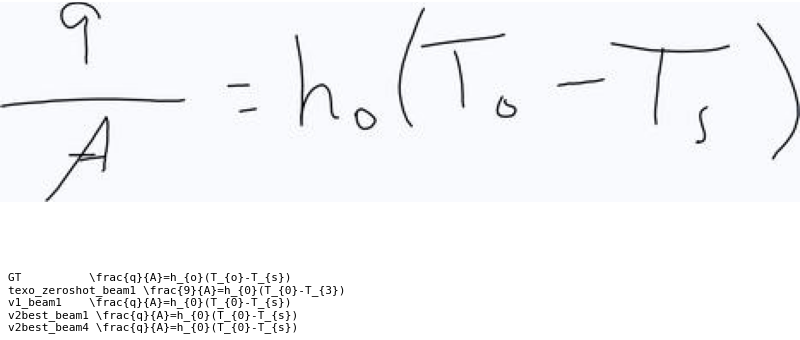 q/A = h_o(T_o - T_s)
GT \frac{q}{A}=h_{o}(T_{o}-T_{s})
texo_zeroshot_beam1 \frac{9}{A}=h_{0}(T_{0}-T_{3})
v1_beam1 \frac{q}{A}=h_{0}(T_{0}-T_{s})
v2best_beam1 \frac{q}{A}=h_{0}(T_{0}-T_{s})
v2best_beam4 \frac{q}{A}=h_{0}(T_{0}-T_{s})